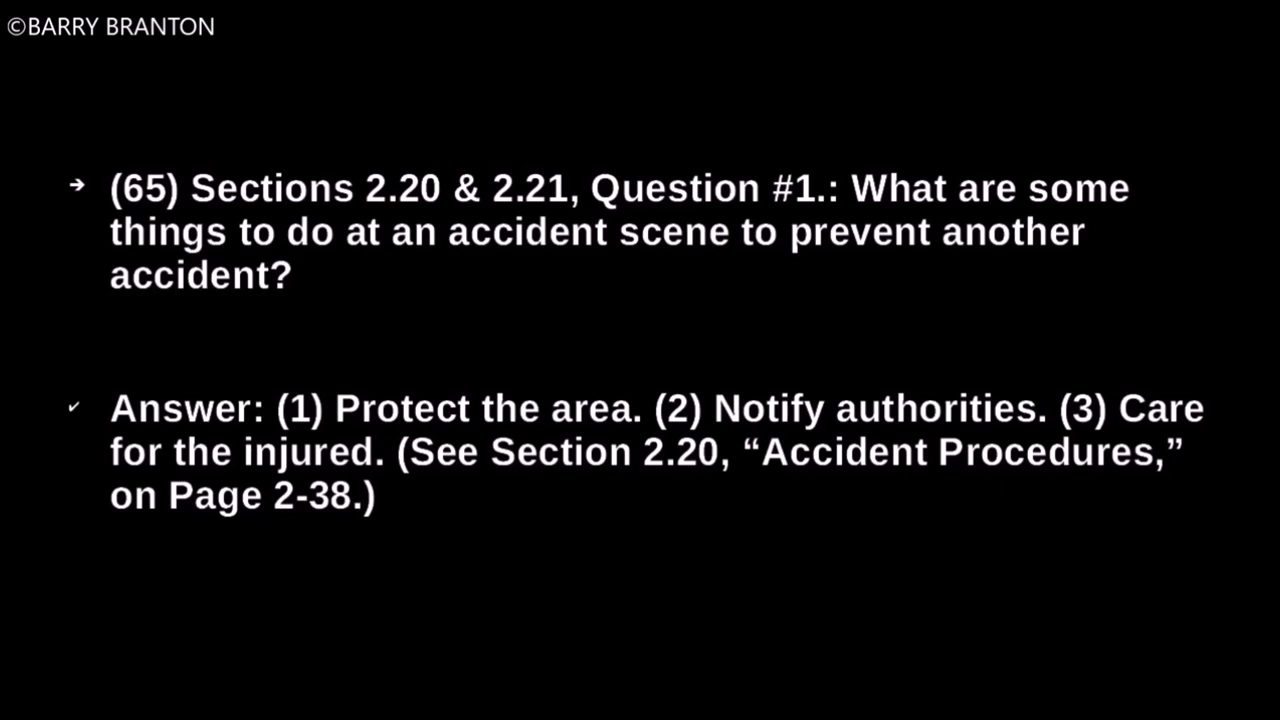 ©BARRY BRANTON
➔ (65) Sections 2.20 & 2.21, Question #1.: What are some
things to do at an accident scene to prevent another
accident?
✓ Answer: (1) Protect the area. (2) Notify authorities. (3) Care
for the injured. (See Section 2.20, “Accident Procedures,”
on Page 2-38.)